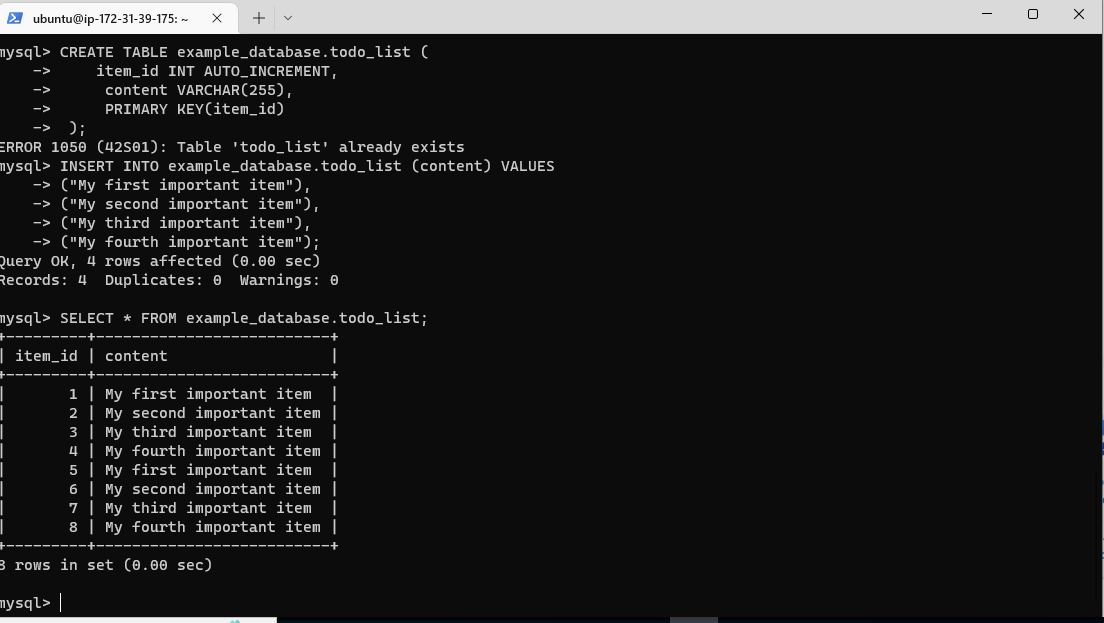 ubuntu@ip-172-31-39-175: ~
mysql> CREATE TABLE example_database.todo_list (
    ->     item_id INT AUTO_INCREMENT,
    ->      content VARCHAR(255),
    ->      PRIMARY KEY(item_id)
    ->  );
ERROR 1050 (42S01): Table 'todo_list' already exists
mysql> INSERT INTO example_database.todo_list (content) VALUES
    -> ("My first important item"),
    -> ("My second important item"),
    -> ("My third important item"),
    -> ("My fourth important item");
Query OK, 4 rows affected (0.00 sec)
Records: 4  Duplicates: 0  Warnings: 0
mysql> SELECT * FROM example_database.todo_list;
+---------+--------------------------+
| item_id | content                  |
+---------+--------------------------+
|       1 | My first important item  |
|       2 | My second important item |
|       3 | My third important item  |
|       4 | My fourth important item |
|       5 | My first important item  |
|       6 | My second important item |
|       7 | My third important item  |
|       8 | My fourth important item |
+---------+--------------------------+
8 rows in set (0.00 sec)
mysql>